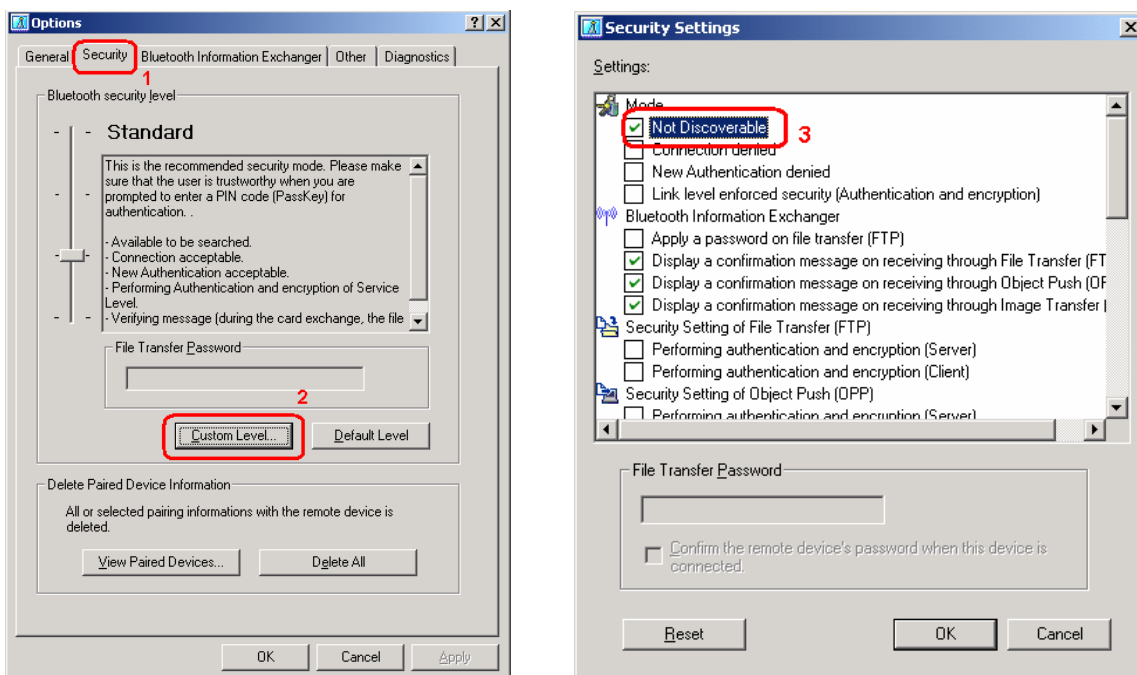 Options
General
Security
Bluetooth Information Exchanger
Other
Diagnostics
1
Bluetooth security level
Standard
This is the recommended security mode. Please make
sure that the user is trustworthy when you are
prompted to enter a PIN code (PassKey) for
authentication. .
- Available to be searched.
- Connection acceptable.
- New Authentication acceptable.
- Performing Authentication and encryption of Service
Level.
- Verifying message (during the card exchange, the file
File Transfer Password
2
Custom Level...
Default Level
Delete Paired Device Information
All or selected pairing informations with the remote device is
deleted.
View Paired Devices...
Delete All
OK
Cancel
Apply
Security Settings
Settings:
Mode
Not Discoverable
3
Connection denied
New Authentication denied
Link level enforced security (Authentication and encryption)
Bluetooth Information Exchanger
Apply a password on file transfer (FTP)
Display a confirmation message on receiving through File Transfer (FT
Display a confirmation message on receiving through Object Push (OF
Display a confirmation message on receiving through Image Transfer (
Security Setting of File Transfer (FTP)
Performing authentication and encryption (Server)
Performing authentication and encryption (Client)
Security Setting of Object Push (OPP)
Performing authentication and encryption (Server)
File Transfer Password
Confirm the remote device's password when this device is
connected.
Reset
OK
Cancel